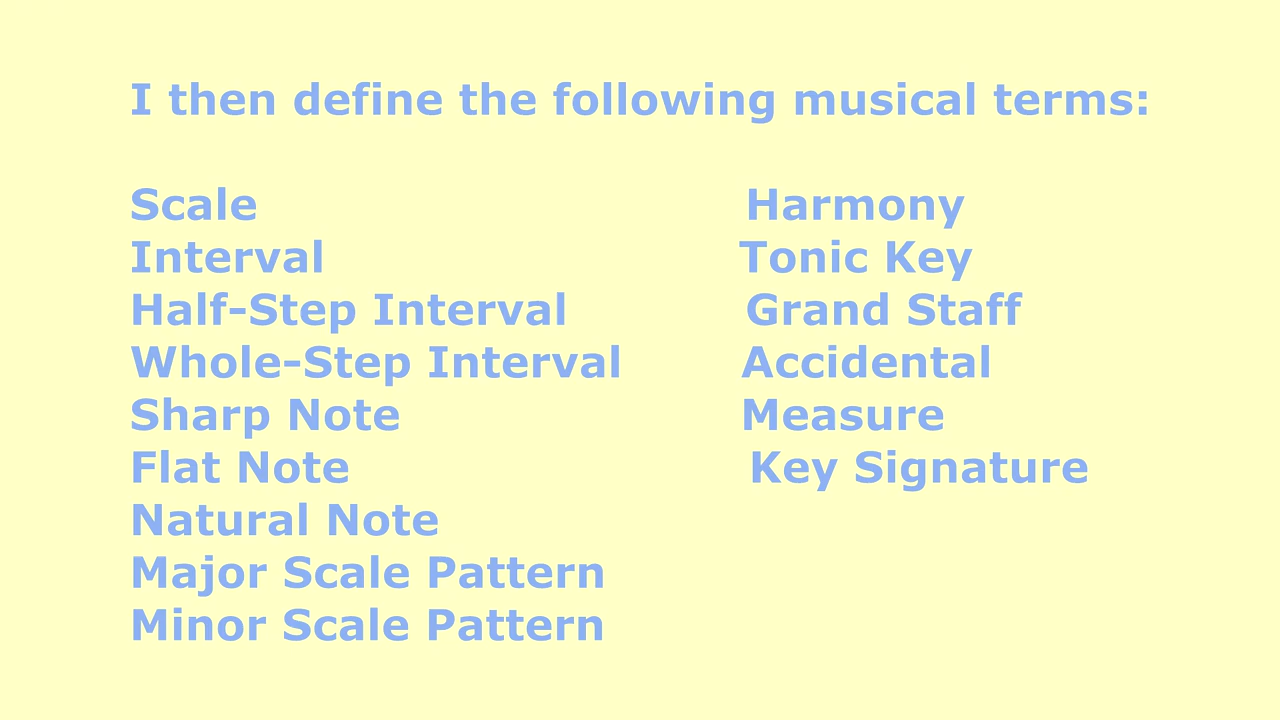 I then define the following musical terms:
Scale Harmony
Interval Tonic Key
Half-Step Interval Grand Staff
Whole-Step Interval Accidental
Sharp Note Measure
Flat Note Key Signature
Natural Note
Major Scale Pattern
Minor Scale Pattern